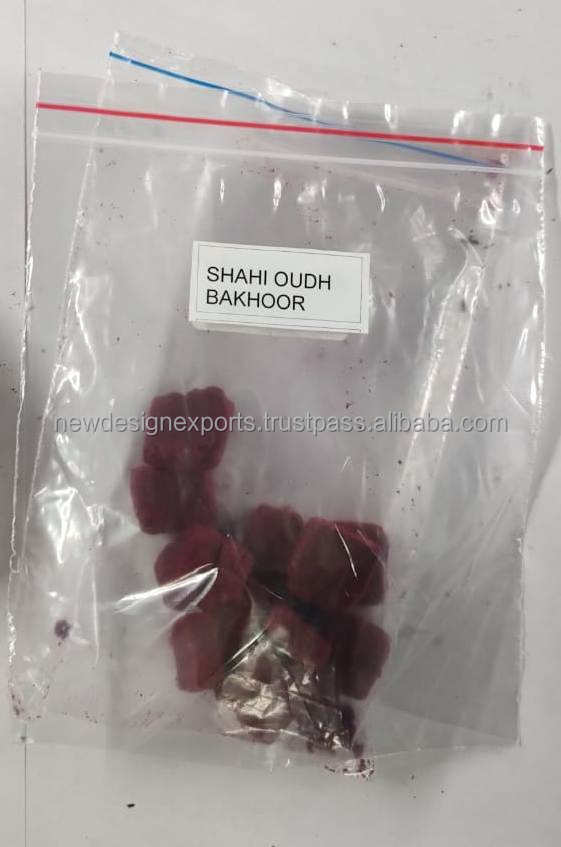 SHAHI OUDH
BAKHOOR
newdesignexports.trustpass.alibaba.com